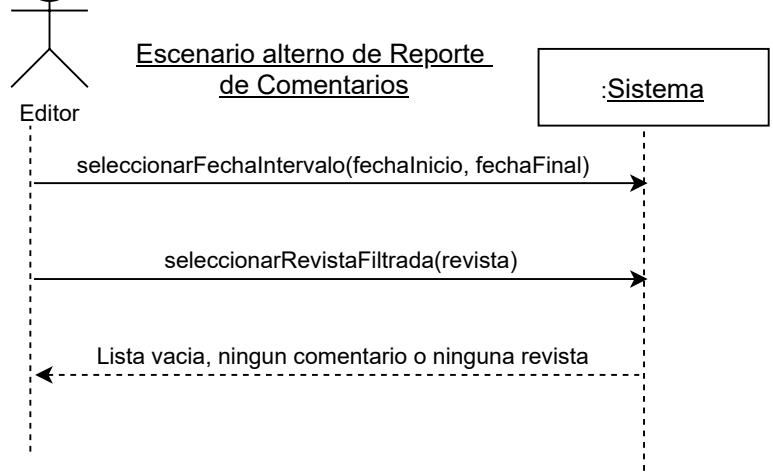 Escenario alterno de Reporte
de Comentarios
:Sistema
Editor
seleccionarFechaIntervalo(fechaInicio, fechaFinal)
seleccionarRevistaFiltrada(revista)
Lista vacia, ningun comentario o ninguna revista